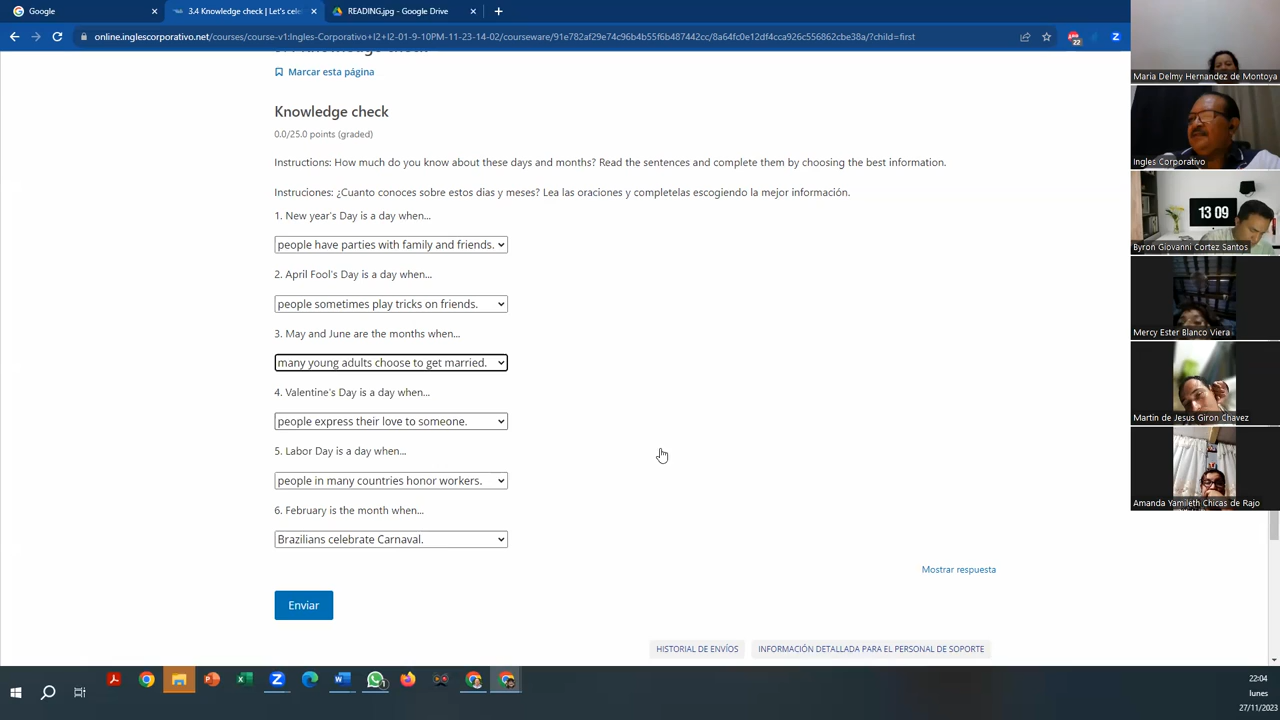 Google
3.4 Knowledge check | Let's cele
READING.jpg - Google Drive
online.inglescorporativo.net/courses/course-v1:Ingles-Corporativo+I2+I2-01-9-10PM-11-23-14-02/courseware/91e782af29e74c96b4b55f6b487442cc/8a64fc0e12df4cca926c556862cbe38a/?child=first
22
Marcar esta página
Knowledge check
0.0/25.0 points (graded)
Instructions: How much do you know about these days and months? Read the sentences and complete them by choosing the best information.
Instruciones: ¿Cuanto conoces sobre estos dias y meses? Lea las oraciones y completelas escogiendo la mejor información.
1. New year's Day is a day when...
people have parties with family and friends.
2. April Fool's Day is a day when...
people sometimes play tricks on friends.
3. May and June are the months when...
many young adults choose to get married.
4. Valentine's Day is a day when...
people express their love to someone.
5. Labor Day is a day when...
people in many countries honor workers.
6. February is the month when...
Brazilians celebrate Carnaval.
Mostrar respuesta
Enviar
HISTORIAL DE ENVÍOS
INFORMACIÓN DETALLADA PARA EL PERSONAL DE SOPORTE
Maria Delmy Hernandez de Montoya
Ingles Corporativo
13 09
Byron Giovanni Cortez Santos
Mercy Ester Blanco Viera
Martin de Jesus Giron Chavez
Amanda Yamileth Chicas de Rajo
22:04
lunes
27/11/2023